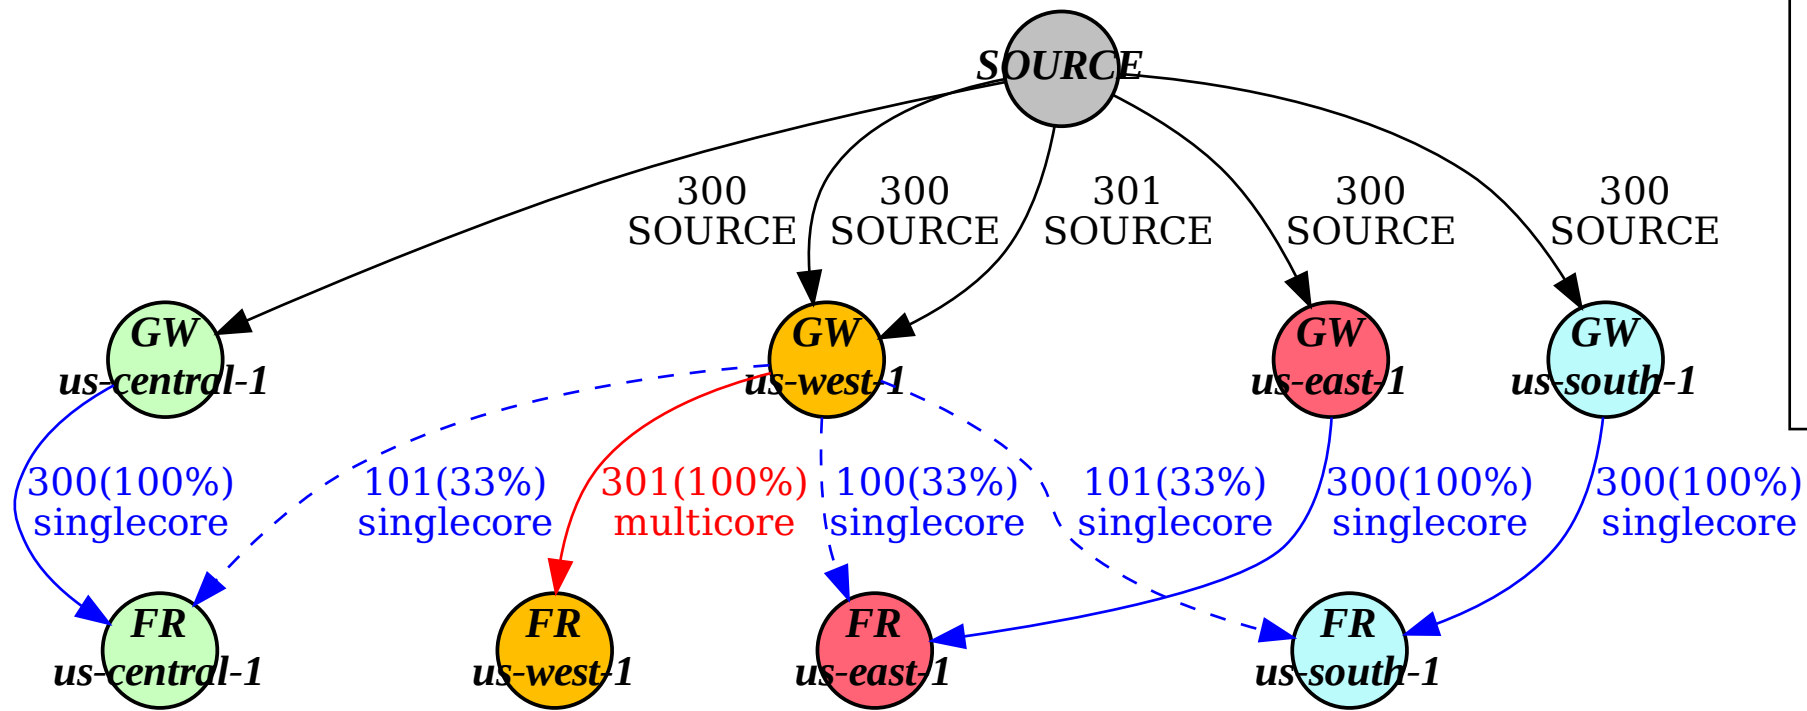 SOURCE
300
SOURCE
300
SOURCE
301
SOURCE
300
SOURCE
300
SOURCE
GW
us-central-1
GW
us-west-1
GW
us-east-1
GW
us-south-1
300(100%)
singlecore
101(33%)
singlecore
301(100%)
multicore
100(33%)
singlecore
101(33%)
singlecore
300(100%)
singlecore
300(100%)
singlecore
FR
us-central-1
FR
us-west-1
FR
us-east-1
FR
us-south-1